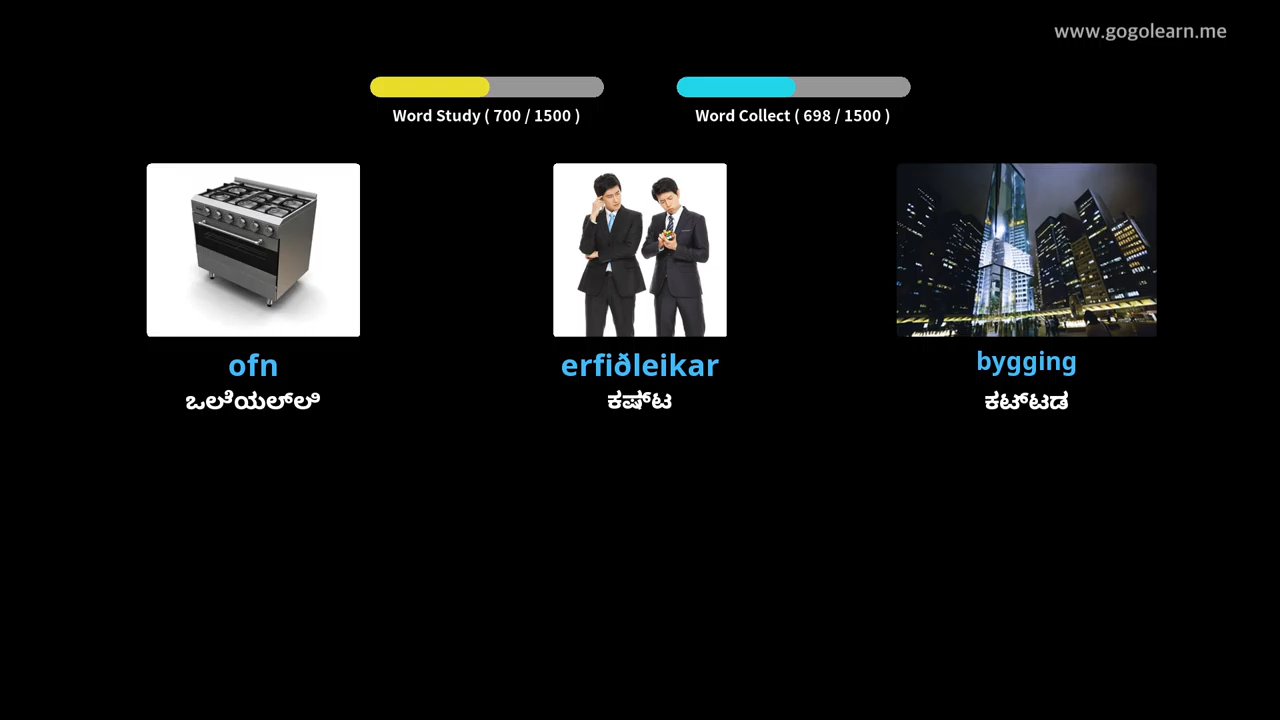 www.gogolearn.me
Word Study ( 700 / 1500 )
Word Collect ( 698 / 1500 )
ofn
erfiðleikar
bygging
ಒಲೆಯಲ್ಲಿ
ಕಷ್ಟ
ಕಟ್ಟಡ